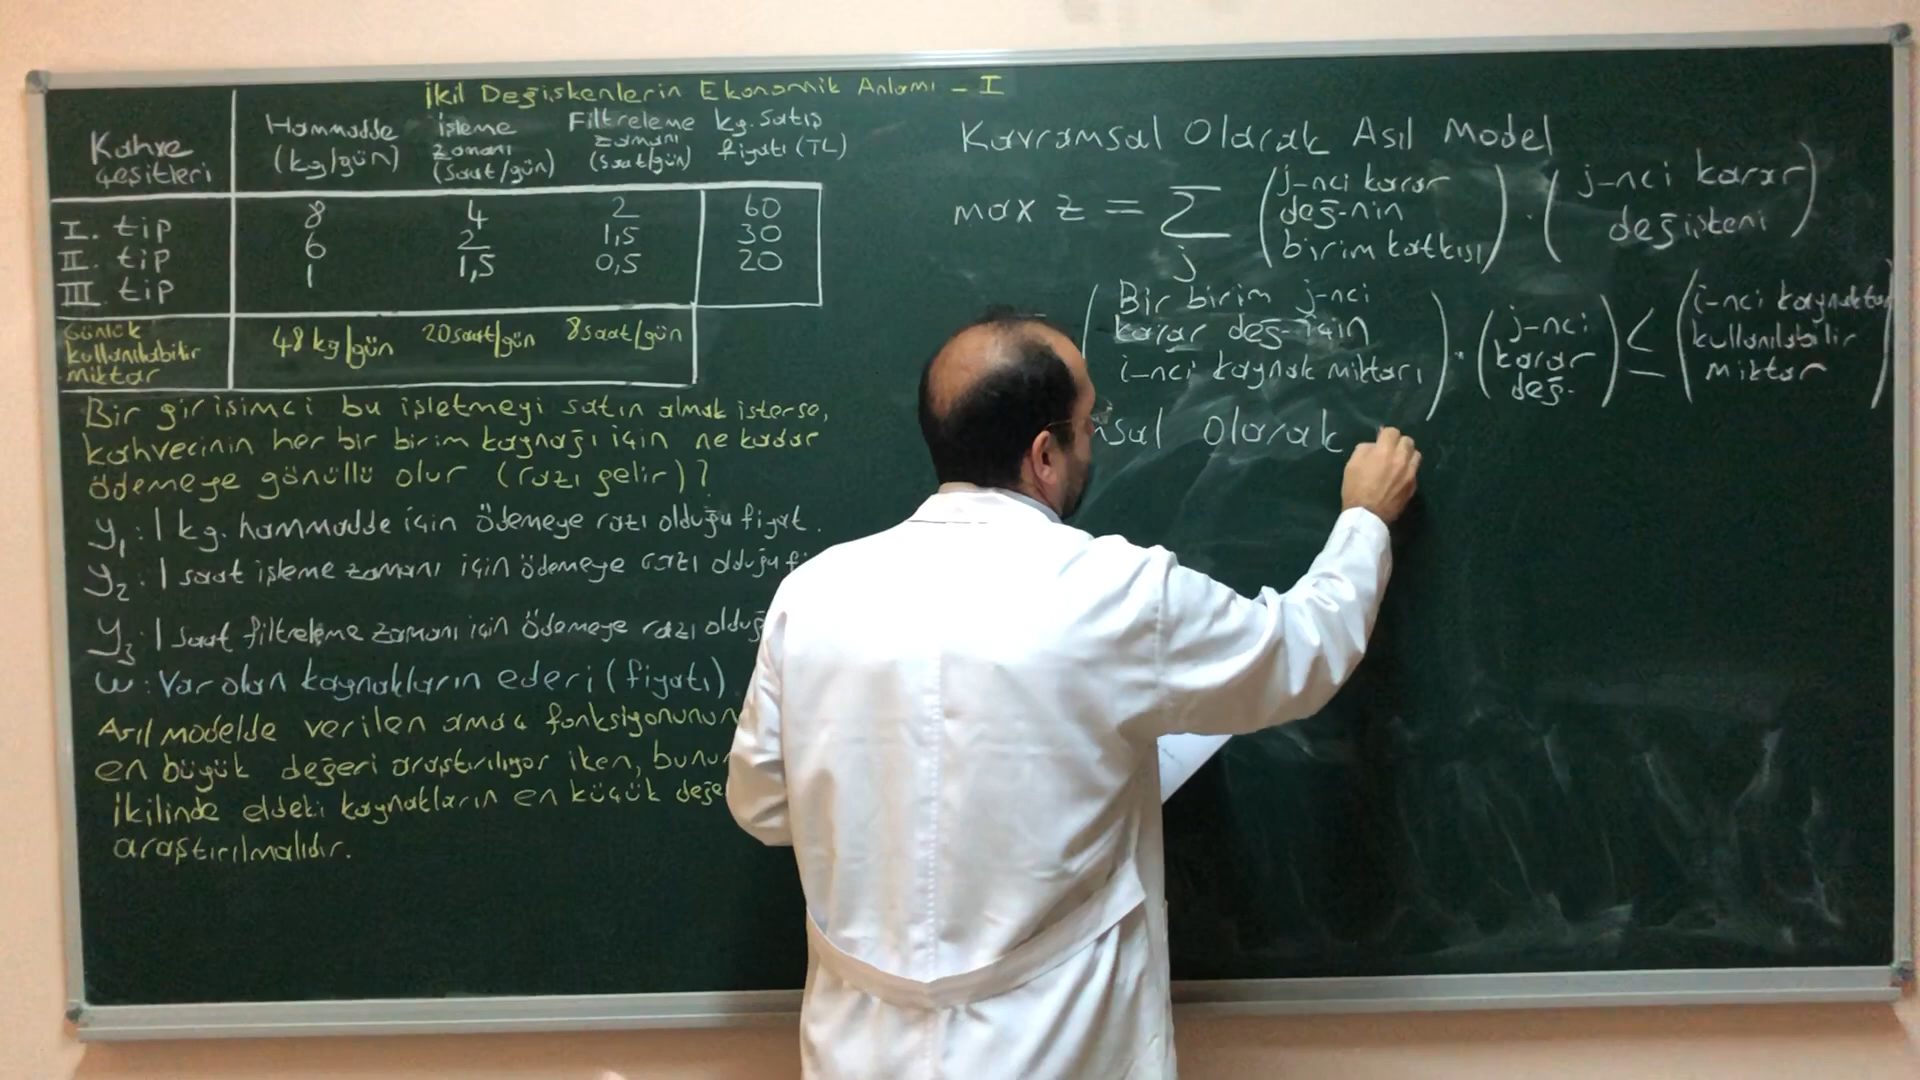 İkil Değişkenlerin Ekonomik Anlamı - I
Kahve çeşitleri
Hammadde (kg/gün)
işleme zamanı (saat/gün)
Filtreleme zamanı (saat/gün)
kg. satış fiyatı (TL)
I. tip 8 4 2 60
II. tip 6 2 1,5 30
III. tip 1 1,5 0,5 20
Günlük kullanılabilir miktar
48 kg/gün 20 saat/gün 8 saat/gün
Bir girişimci bu işletmeyi satın almak isterse,
kahvecinin her bir birim kaynağı için ne kadar
ödemeye gönüllü olur (razı gelir)?
y₁: 1 kg. hammadde için ödemeye razı olduğu fiyat.
y₂: 1 saat işleme zamanı için ödemeye razı olduğu
y₃: 1 saat filtreleme zamanı için ödemeye razı
w: Var olan kaynakların ederi (fiyatı)
Asıl modelde verilen amaç fonksiyonunun
en büyük değeri araştırılıyor iken,
ikilinde eldeki kaynakların en küçük
araştırılmalıdır.
Kavramsal Olarak Asıl Model
max z = Σ_j (j-nci karar değ-nin birim katkısı) . (j-nci karar değişkeni)
(Bir birim j-nci karar değ- için i-nci kaynak miktarı) . (j-nci karar değ-) ≤ (i-nci kaynaktan kullanılabilir miktar)
Olarak